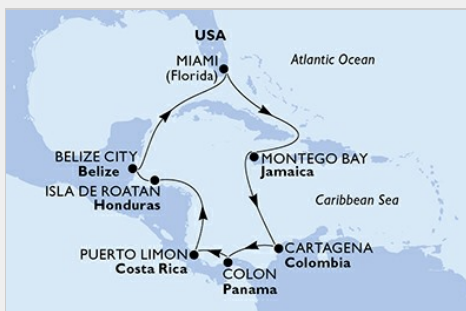 USA
MIAMI
(Florida)
Atlantic Ocean
BELIZE CITY
Belize
ISLA DE ROATAN
Honduras
MONTEGO BAY
Jamaica
Caribbean Sea
PUERTO LIMON
Costa Rica
COLON
Panama
CARTAGENA
Colombia